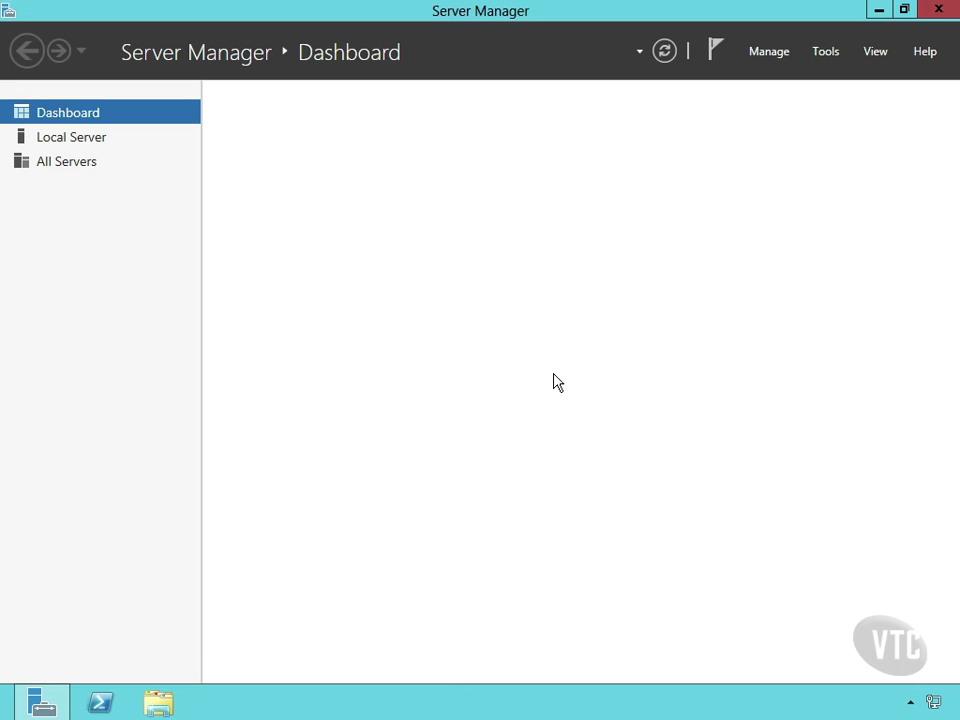 Server Manager
Server Manager Dashboard
Manage
Tools
View
Help
Dashboard
Local Server
All Servers
VTC